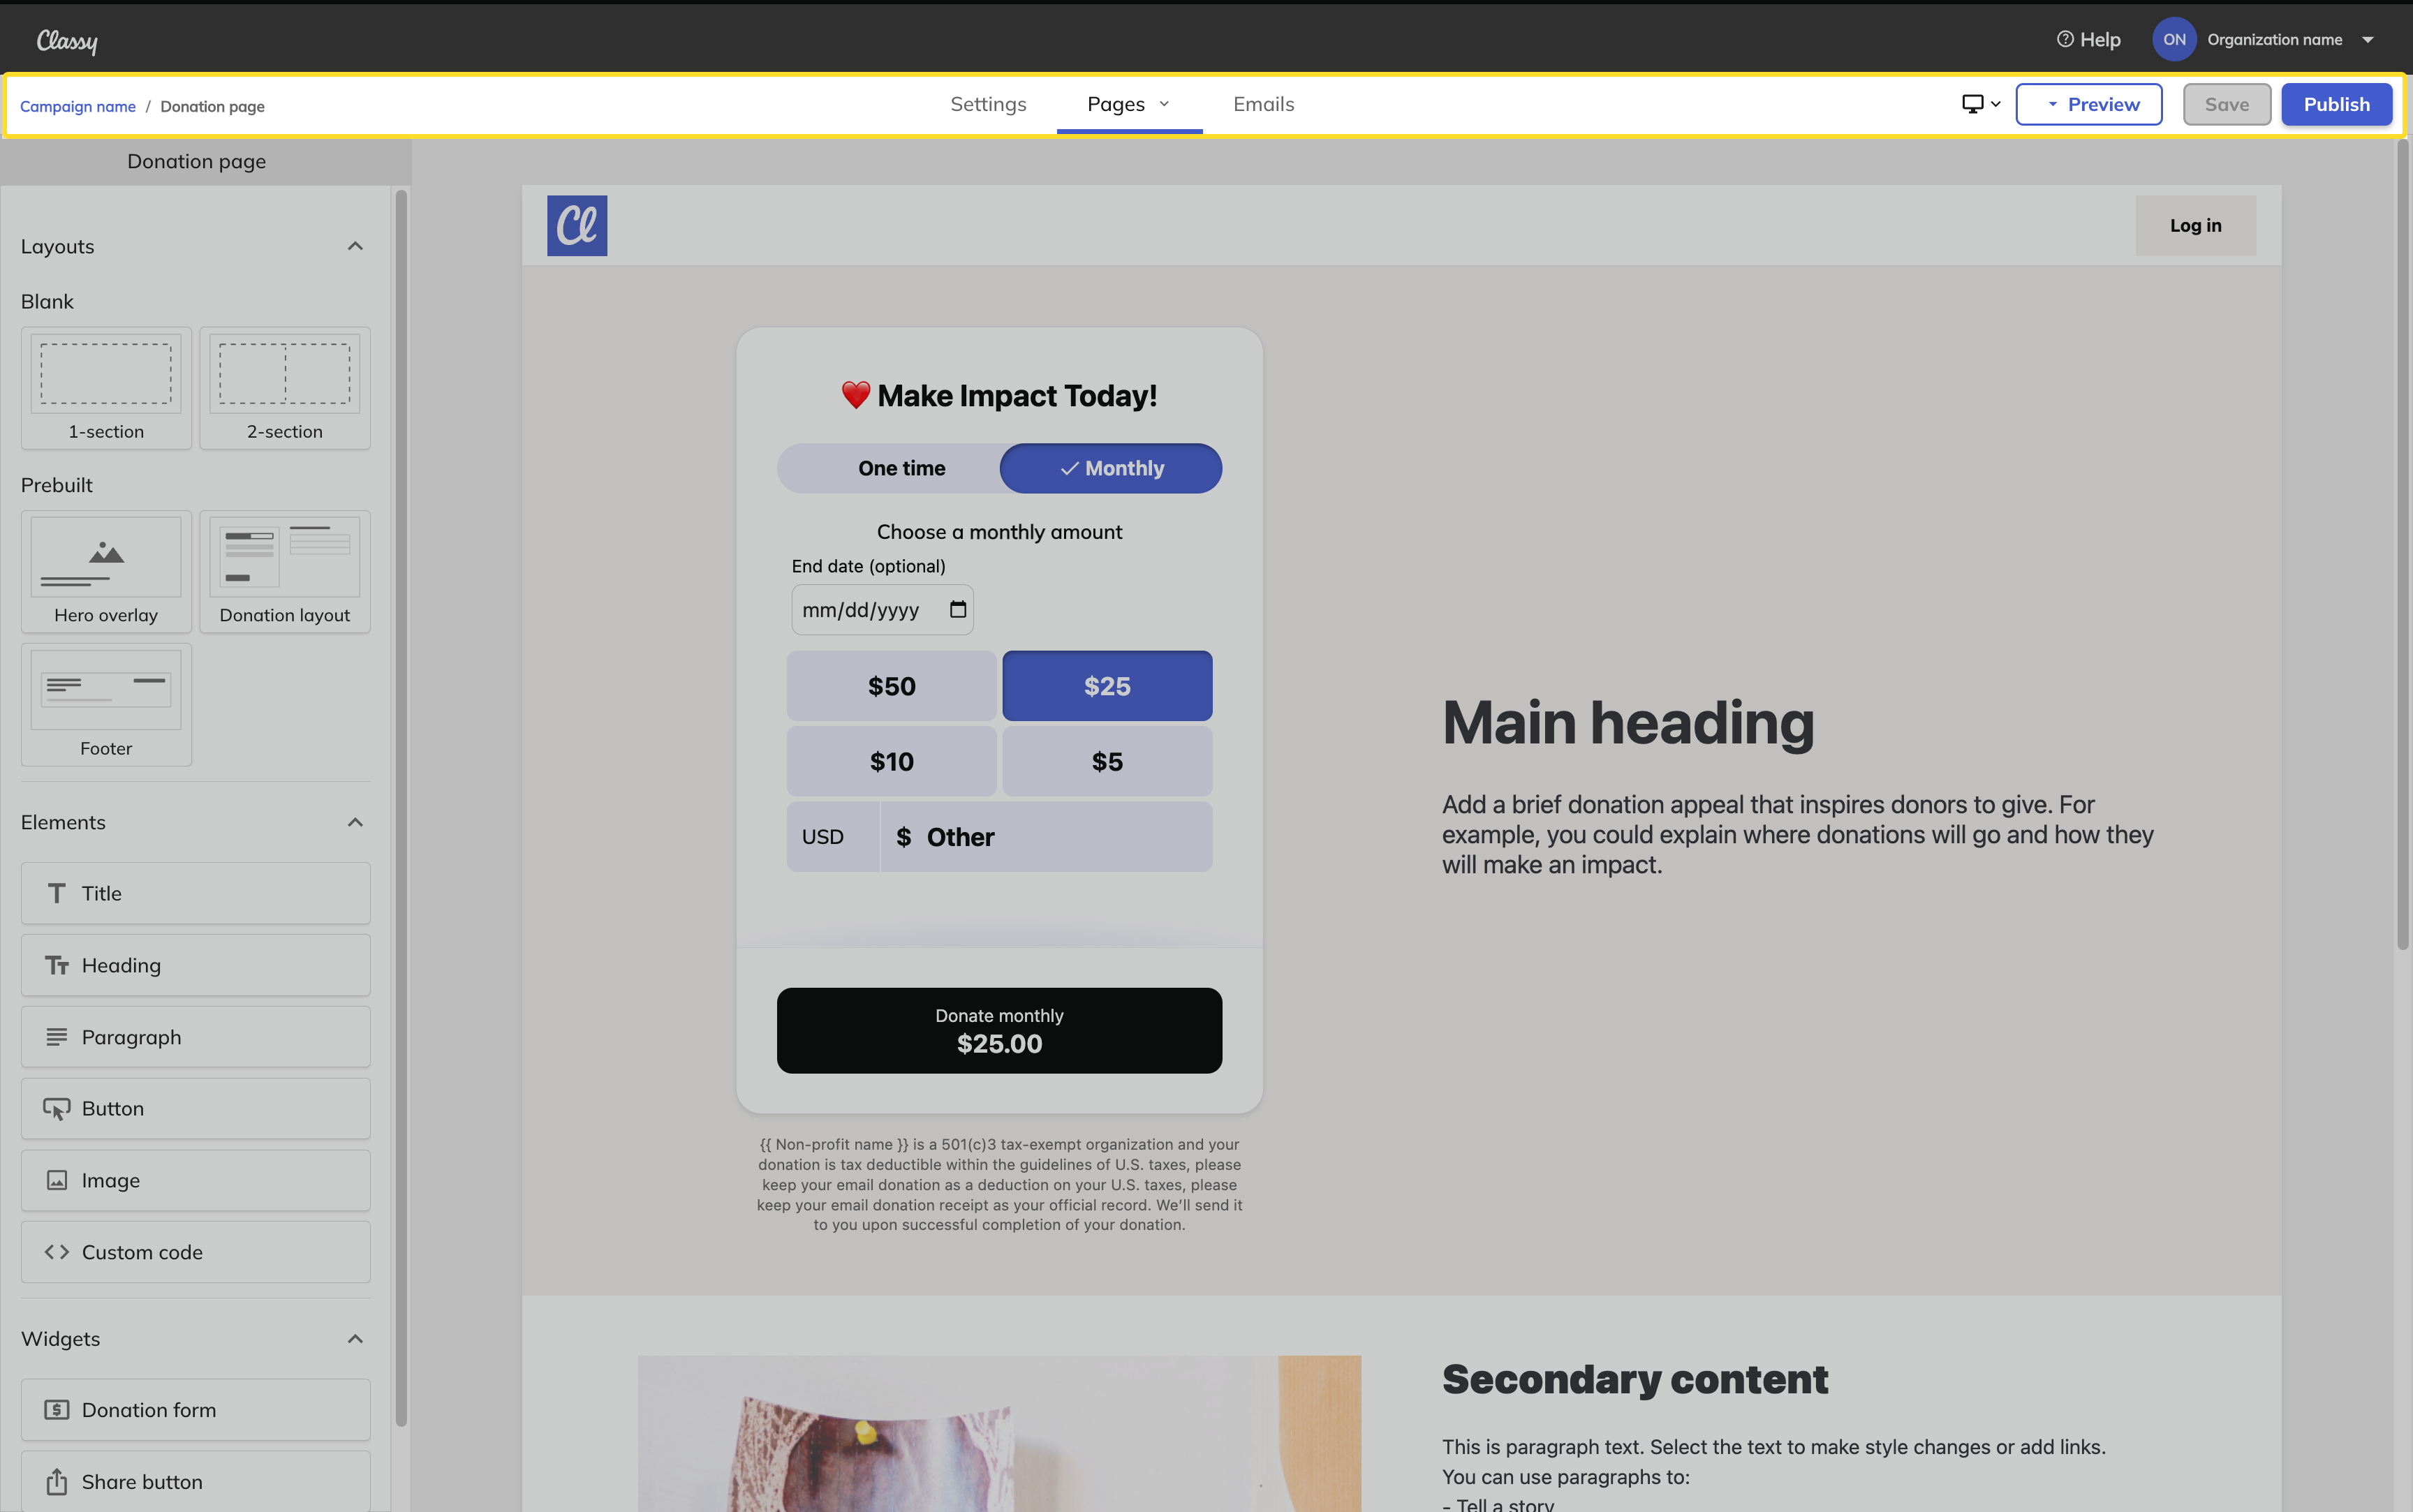 Classy
Help
ON
Organization name
Campaign name / Donation page
Settings
Pages
Emails
Preview
Save
Publish
Donation page
Layouts
Blank
1-section
2-section
Prebuilt
Hero overlay
Donation layout
Footer
Elements
Title
Heading
Paragraph
Button
Image
Custom code
Widgets
Donation form
Share button
Cl
Log in
❤️ Make Impact Today!
One time
Monthly
Choose a monthly amount
End date (optional)
mm/dd/yyyy
$50
$25
$10
$5
USD
$ Other
Donate monthly
$25.00
{{ Non-profit name }} is a 501(c)3 tax-exempt organization and your
donation is tax deductible within the guidelines of U.S. taxes, please
keep your email donation as a deduction on your U.S. taxes, please
keep your email donation receipt as your official record. We'll send it
to you upon successful completion of your donation.
Main heading
Add a brief donation appeal that inspires donors to give. For
example, you could explain where donations will go and how they
will make an impact.
Secondary content
This is paragraph text. Select the text to make style changes or add links.
You can use paragraphs to:
- Tell a story